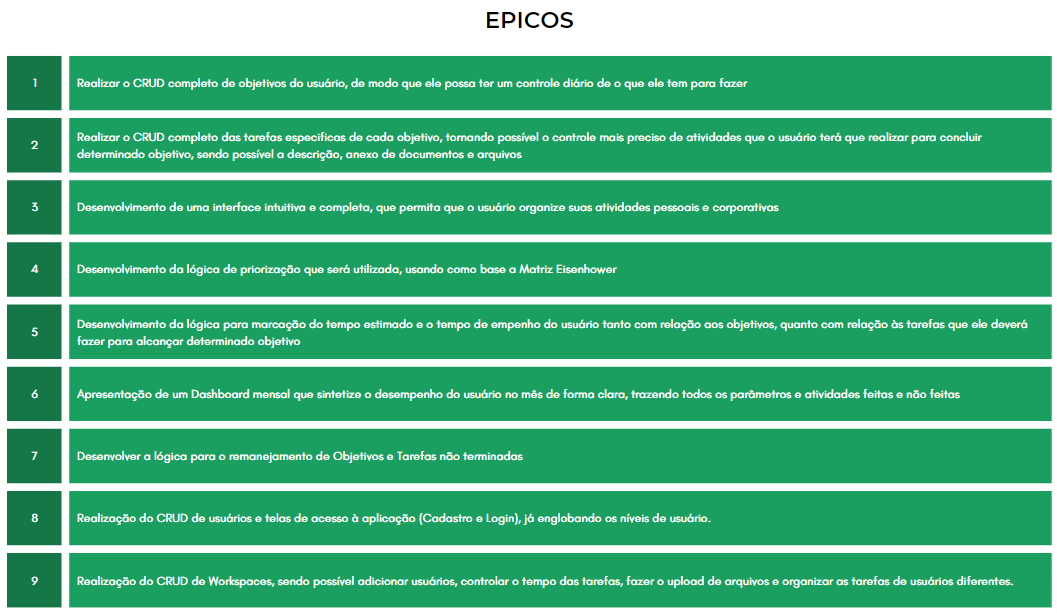 EPICOS
1
Realizar o CRUD completo de objetivos do usuário, de modo que ele possa ter um controle diário de o que ele tem para fazer
2
Realizar o CRUD completo das tarefas especificas de cada objetivo, tornando possível o controle mais preciso de atividades que o usuário terá que realizar para concluir
determinado objetivo, sendo possível a descrição, anexo de documentos e arquivos
3
Desenvolvimento de uma interface intuitiva e completa, que permita que o usuário organize suas atividades pessoais e corporativas
4
Desenvolvimento da lógica de priorização que será utilizada, usando como base a Matriz Eisenhower
5
Desenvolvimento da lógica para marcação do tempo estimado e o tempo de empenho do usuário tanto com relação aos objetivos, quanto com relação às tarefas que ele deverá
fazer para alcançar determinado objetivo
6
Apresentação de um Dashboard mensal que sintetize o desempenho do usuário no mês de forma clara, trazendo todos os parâmetros e atividades feitas e não feitas
7
Desenvolver a lógica para o remanejamento de Objetivos e Tarefas não terminadas
8
Realização do CRUD de usuários e telas de acesso à aplicação (Cadastro e Login), já englobando os níveis de usuário.
9
Realização do CRUD de Workspaces, sendo possível adicionar usuários, controlar o tempo das tarefas, fazer o upload de arquivos e organizar as tarefas de usuários diferentes.